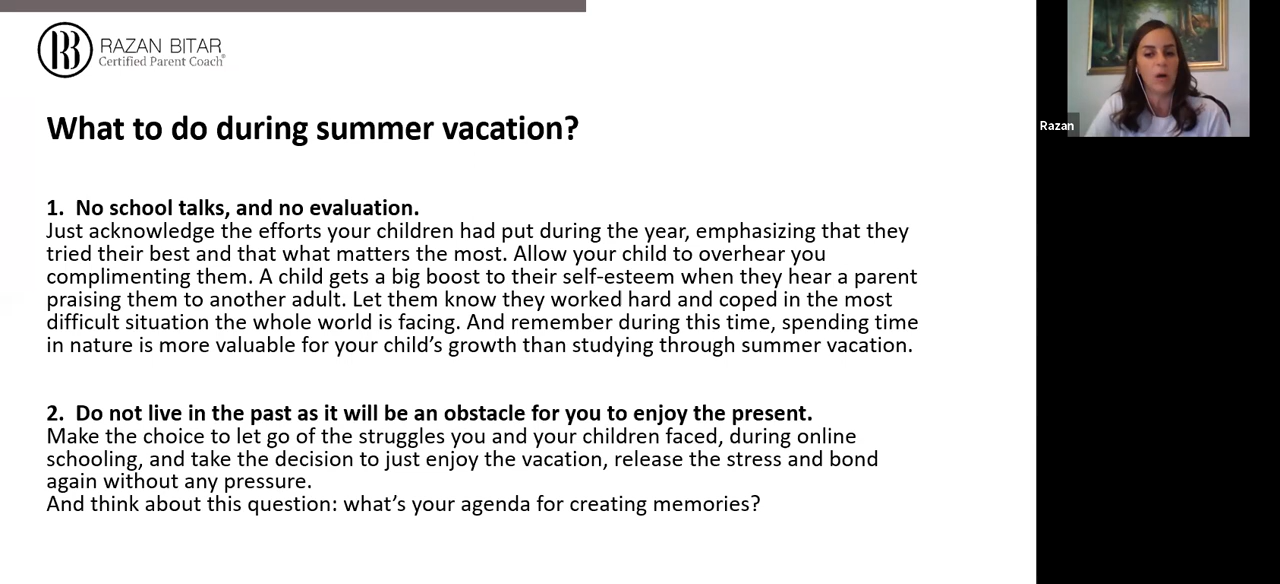 RAZAN BITAR
Certified Parent Coach®
What to do during summer vacation?
1. No school talks, and no evaluation.
Just acknowledge the efforts your children had put during the year, emphasizing that they
tried their best and that what matters the most. Allow your child to overhear you
complimenting them. A child gets a big boost to their self-esteem when they hear a parent
praising them to another adult. Let them know they worked hard and coped in the most
difficult situation the whole world is facing. And remember during this time, spending time
in nature is more valuable for your child’s growth than studying through summer vacation.
2. Do not live in the past as it will be an obstacle for you to enjoy the present.
Make the choice to let go of the struggles you and your children faced, during online
schooling, and take the decision to just enjoy the vacation, release the stress and bond
again without any pressure.
And think about this question: what’s your agenda for creating memories?
Razan